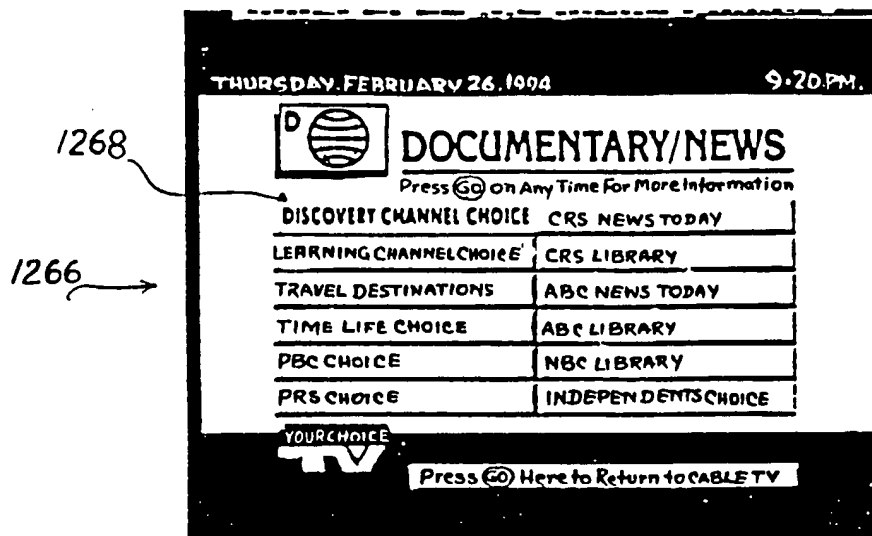 THURSDAY.FEBRUARY 26.1994 9.20.PM.
D
1268
DOCUMENTARY/NEWS
Press GO on Any Time For More Information
DISCOVERY CHANNEL CHOICE CRS NEWS TODAY
LEARNING CHANNEL CHOICE CRS LIBRARY
1266
TRAVEL DESTINATIONS ABC NEWS TODAY
TIME LIFE CHOICE ABC LIBRARY
PBC CHOICE NBC LIBRARY
PRS CHOICE INDEPENDENTS CHOICE
YOUR CHOICE
TV
Press GO Here to Return to CABLE TV